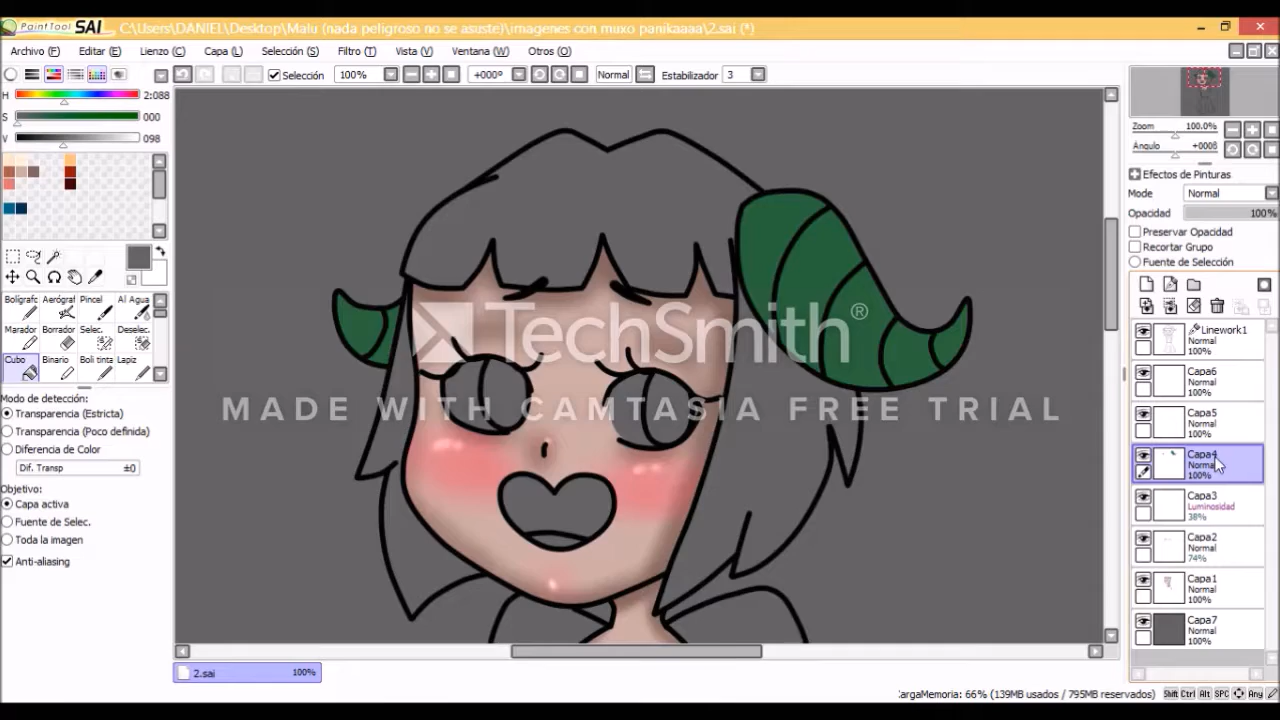 PaintTool SAI C:\Users\DANIEL\Desktop\Malu (nada peligroso no se asuste)\imagenes con muxo panikaaaa\2.sai (*)
Archivo (F) Editar (E) Lienzo (C) Capa (L) Selección (S) Filtro (T) Vista (V) Ventana (W) Otros (O)
Selección 100% +000º Normal Estabilizador 3
H 2:088
S 000
V 098
Zoom 100.0%
Ángulo +0006
Efectos de Pinturas
Mode Normal
Opacidad 100%
Preservar Opacidad
Recortar Grupo
Fuente de Selección
Bolígrafo Aerógraf Pincel Al Agua
Marador Borrador Selec. Deselec.
Cubo Binario Boli tinta Lapiz
Modo de detección:
Transparencia (Estricta)
Transparencia (Poco definida)
Diferencia de Color
Dif. Transp ±0
Objetivo:
Capa activa
Fuente de Selec.
Toda la imagen
Anti-aliasing
TechSmith®
MADE WITH CAMTASIA FREE TRIAL
Linework1
Normal
100%
Capa6
Normal
100%
Capa5
Normal
100%
Capa4
Normal
100%
Capa3
Luminosidad
38%
Capa2
Normal
74%
Capa1
Normal
100%
Capa7
Normal
100%
2.sai 100%
CargaMemoria: 66% (139MB usados / 795MB reservados) Shift Ctrl Alt SPC Any